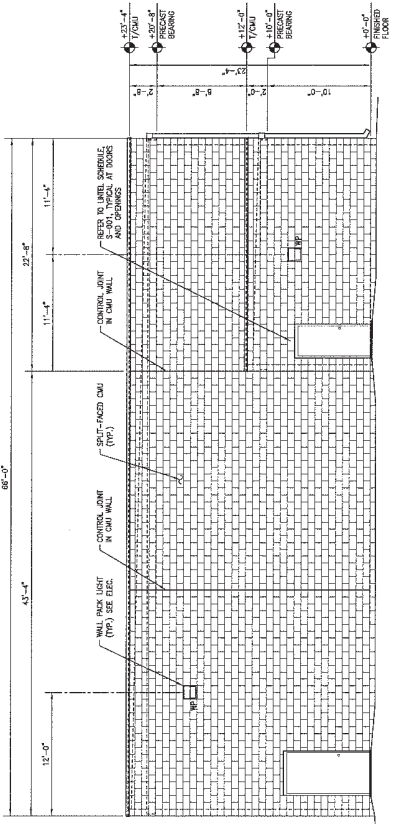 66'-0"
43'-4"
22'-8"
12'-0"
11'-4"
11'-4"
WALL PACK LIGHT
(TYP.) SEE ELEC.
CONTROL JOINT
IN CMU WALL
SPLIT-FACED CMU
(TYP.)
CONTROL JOINT
IN CMU WALL
REFER TO LINTEL SCHEDULE,
S-001, TYPICAL AT DOORS
AND OPENINGS
WP
WP
2'-8"
8'-8"
2'-0"
10'-0"
23'-4"
+23'-4"
T/CMU
+20'-8"
PRECAST
BEARING
+12'-0"
T/CMU
+10'-0"
PRECAST
BEARING
+0'-0"
FINISHED
FLOOR